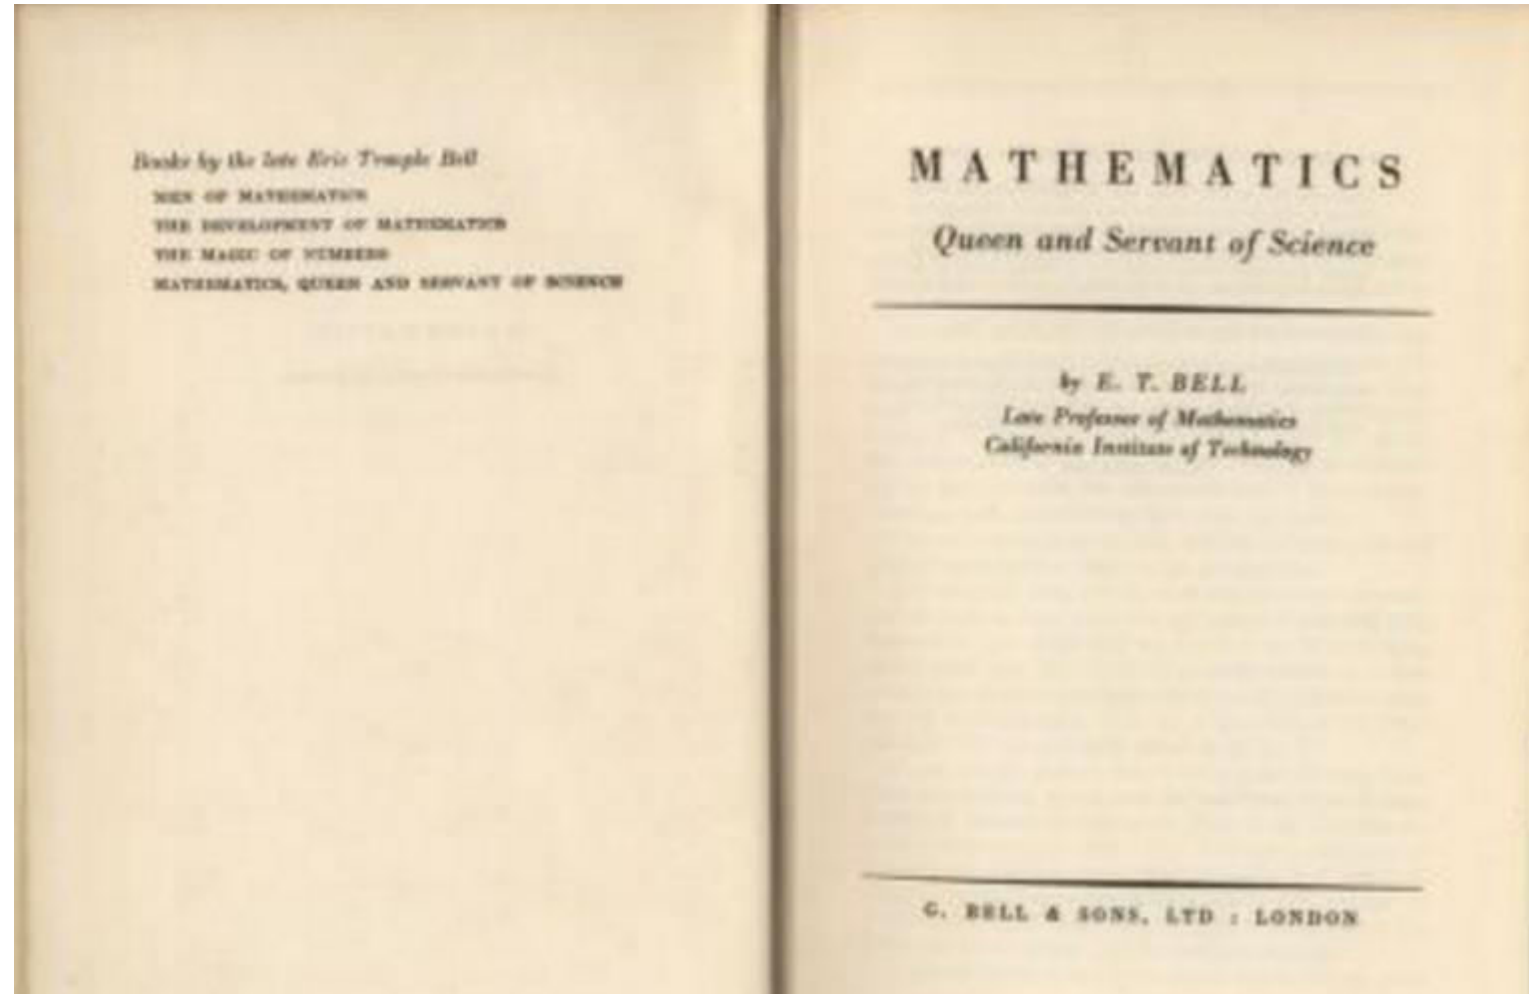 Books by the late Eric Temple Bell
MEN OF MATHEMATICS
THE DEVELOPMENT OF MATHEMATICS
THE MAGIC OF NUMBERS
MATHEMATICS, QUEEN AND SERVANT OF SCIENCE
MATHEMATICS
Queen and Servant of Science
by E. T. BELL
Late Professor of Mathematics
California Institute of Technology
G. BELL & SONS, LTD : LONDON